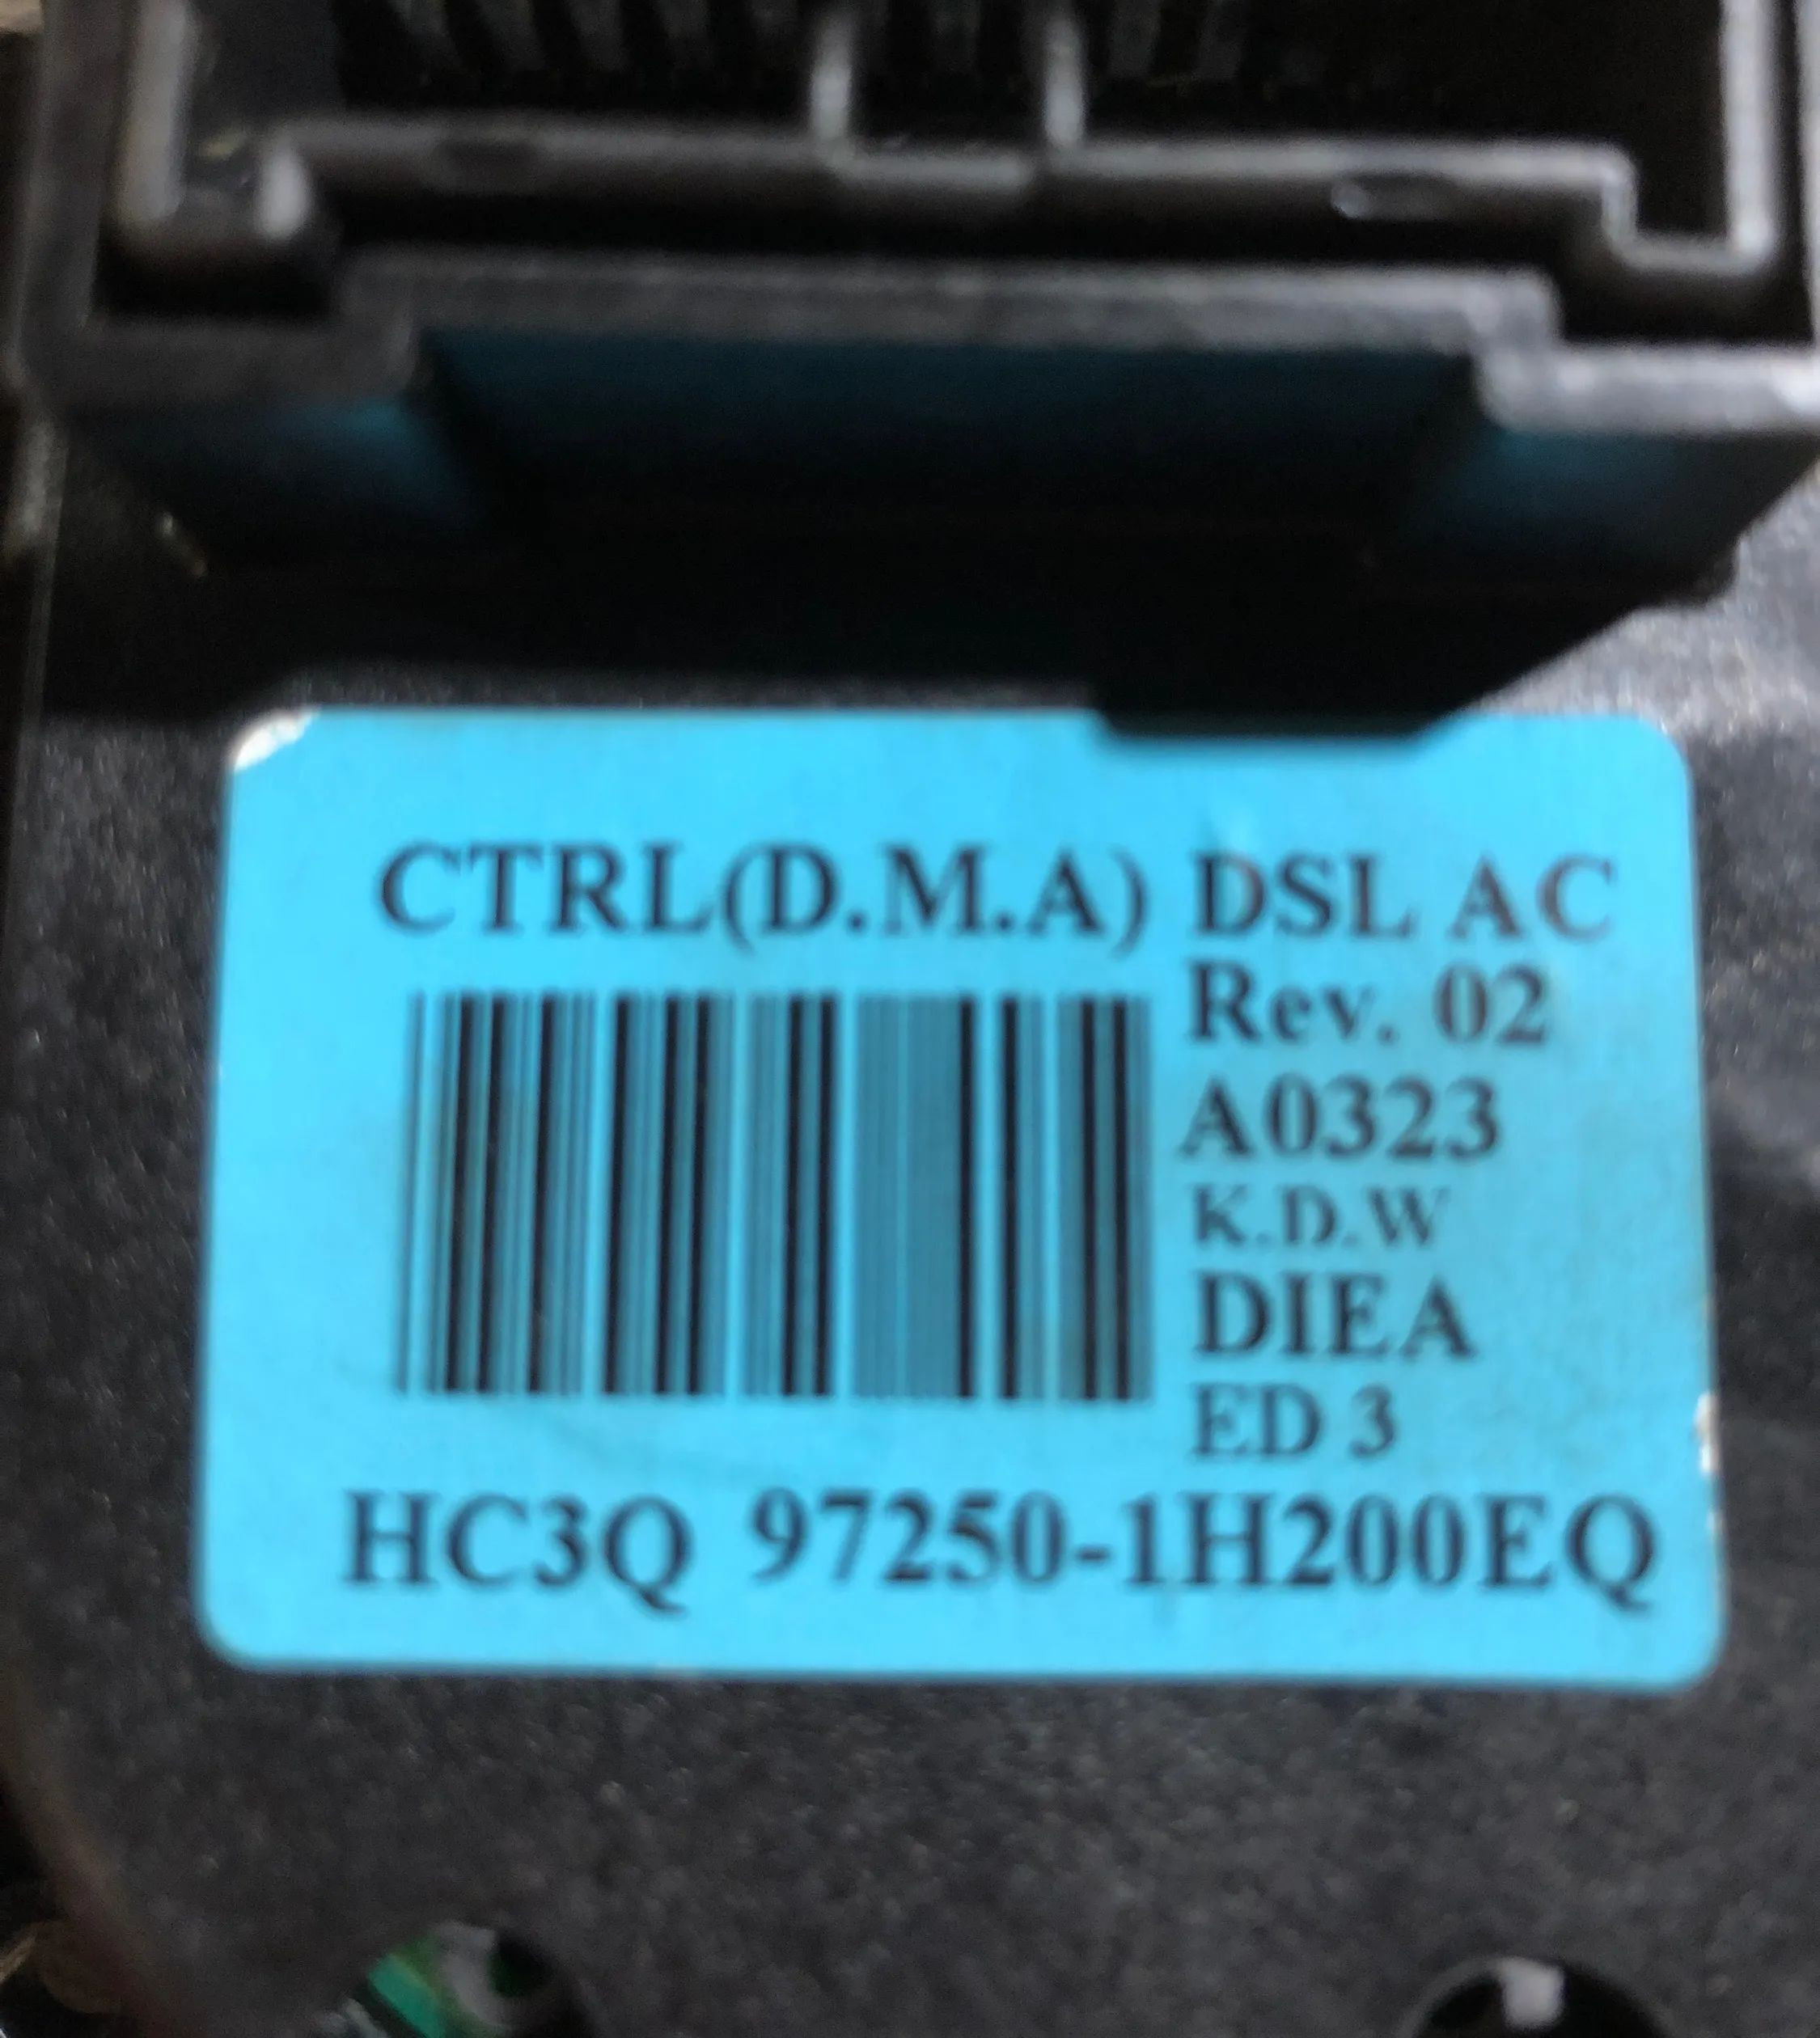 CTRL(D.M.A) DSL AC
Rev. 02
A0323
K.D.W
DIEA
ED 3
HC3Q 97250-1H200EQ